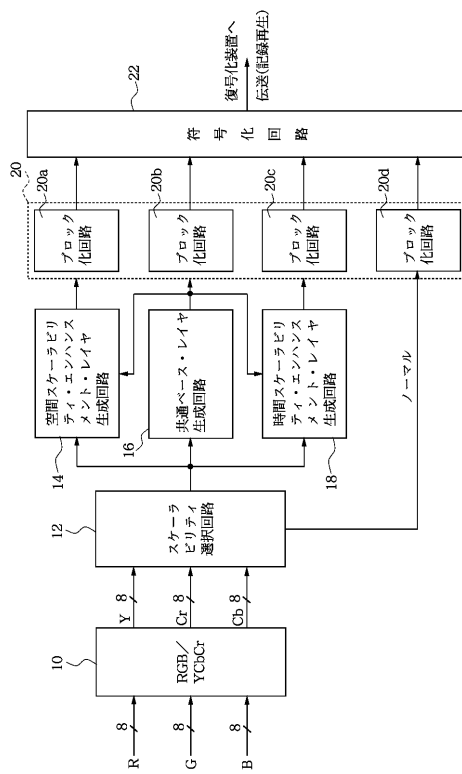 R
G
B
8
8
8
10
RGB／
YCbCr
Y
Cr
Cb
8
8
8
12
スケーラ
ビリティ
選択回路
14
空間スケーラビリ
ティ・エンハンス
メント・レイヤ
生成回路
16
共通ベース・レイヤ
生成回路
18
時間スケーラビリ
ティ・エンハンス
メント・レイヤ
生成回路
ノーマル
20
20a
ブロック
化回路
20b
ブロック
化回路
20c
ブロック
化回路
20d
ブロック
化回路
22
符号化回路
復号化装置へ
伝送(記録再生)